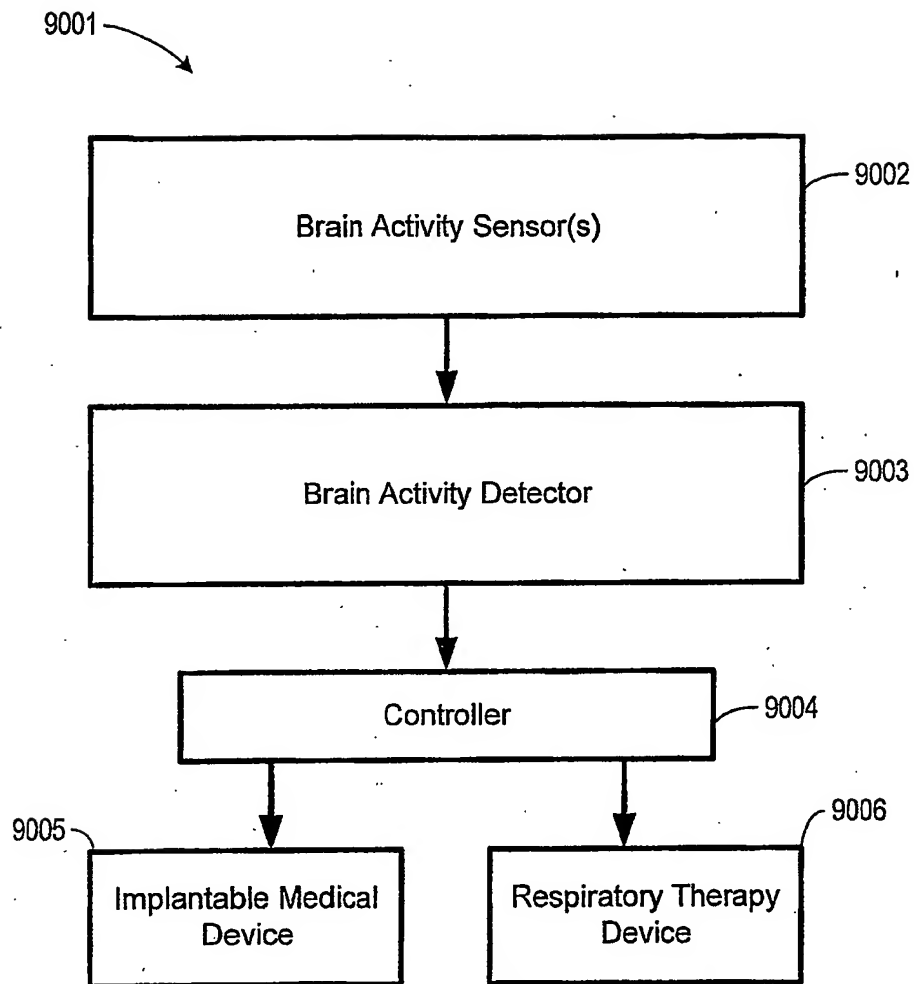 9001
Brain Activity Sensor(s)
9002
Brain Activity Detector
9003
Controller
9004
9005
Implantable Medical
Device
9006
Respiratory Therapy
Device